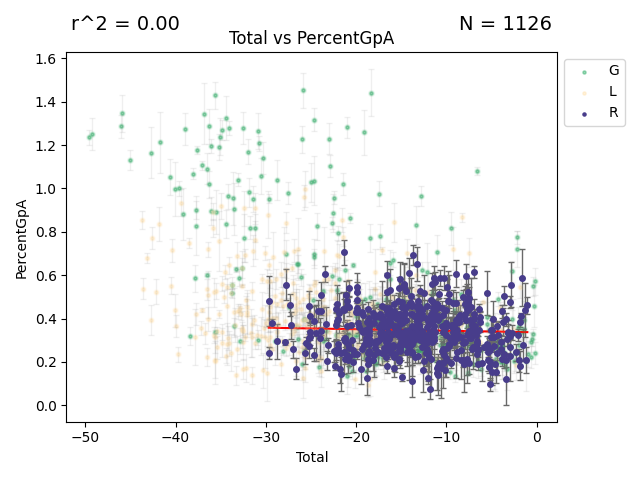 r^2 = 0.00
N = 1126
Total vs PercentGpA
G
L
R
1.6
1.4
1.2
1.0
0.8
0.6
0.4
0.2
0.0
PercentGpA
−50
−40
−30
−20
−10
0
Total